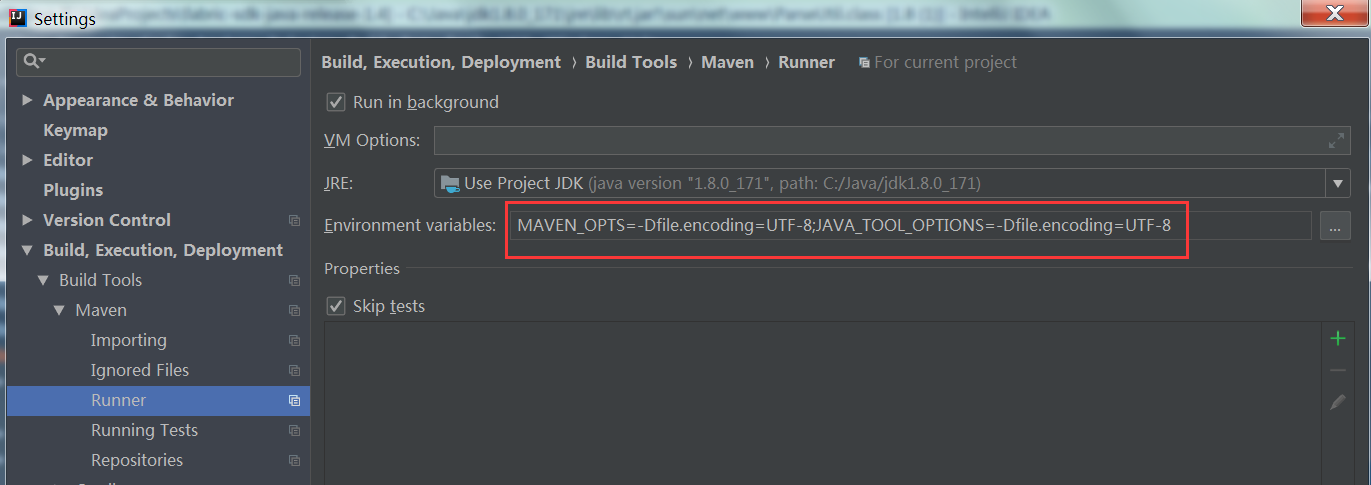 Settings
Build, Execution, Deployment › Build Tools › Maven › Runner For current project
Appearance & Behavior
Keymap
Editor
Plugins
Version Control
Build, Execution, Deployment
Build Tools
Maven
Importing
Ignored Files
Runner
Running Tests
Repositories
Run in background
VM Options:
JRE: Use Project JDK (java version "1.8.0_171", path: C:/Java/jdk1.8.0_171)
Environment variables: MAVEN_OPTS=-Dfile.encoding=UTF-8;JAVA_TOOL_OPTIONS=-Dfile.encoding=UTF-8 ...
Properties
Skip tests